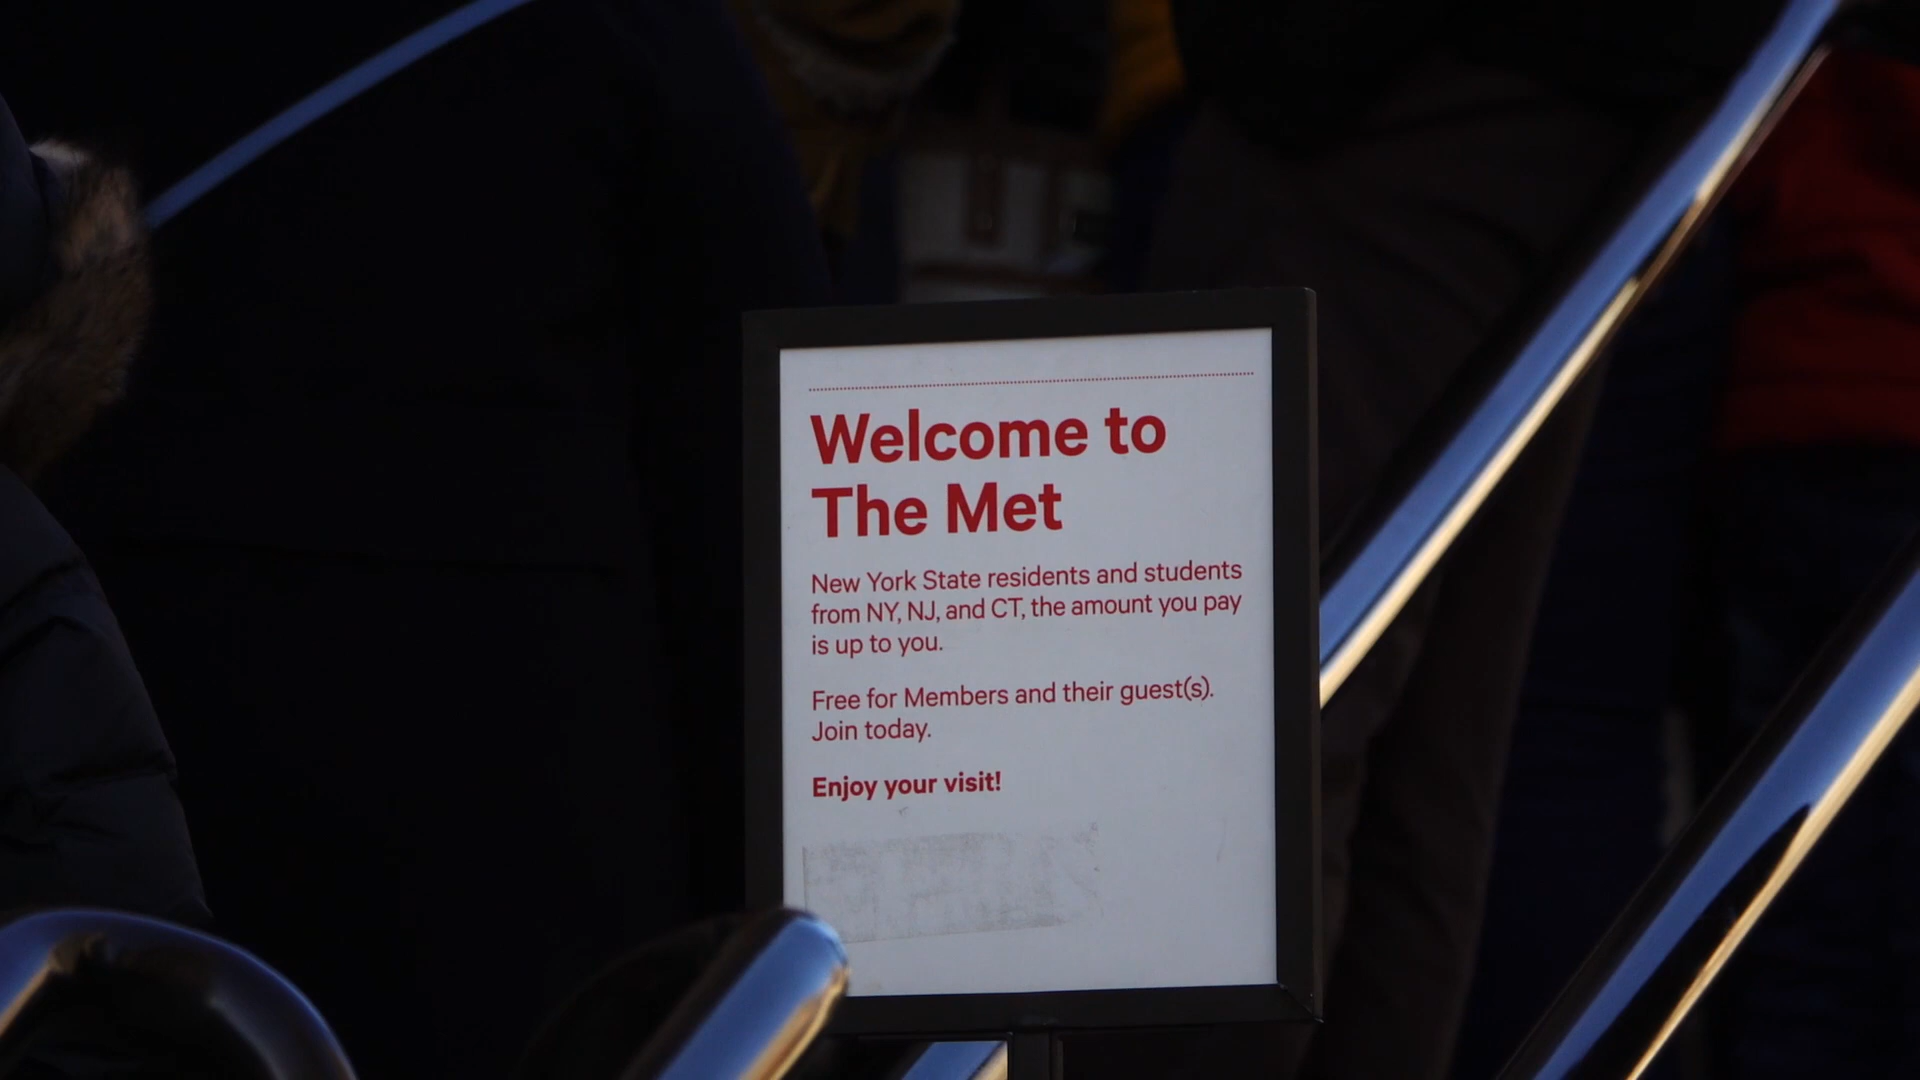 Welcome to
The Met
New York State residents and students
from NY, NJ, and CT, the amount you pay
is up to you.
Free for Members and their guest(s).
Join today.
Enjoy your visit!